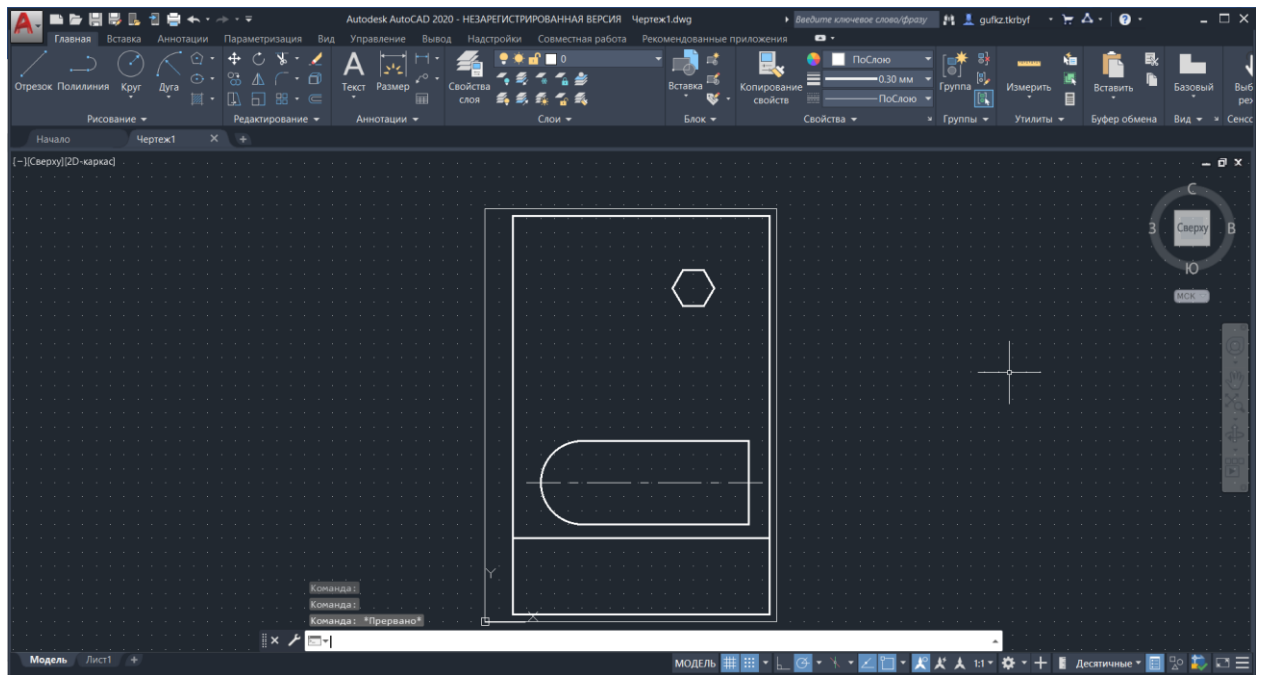 Autodesk AutoCAD 2020 - НЕЗАРЕГИСТРИРОВАННАЯ ВЕРСИЯ Чертеж1.dwg Введите ключевое слово/фразу gufkz.tkrbyf
Главная Вставка Аннотации Параметризация Вид Управление Вывод Надстройки Совместная работа Рекомендованные приложения
0 ПоСлою
0.30 мм
ПоСлою
Отрезок Полилиния Круг Дуга Текст Размер Свойства слоя Вставка Копирование свойств Группа Измерить Вставить Базовый
Рисование Редактирование Аннотации Слои Блок Свойства Группы Утилиты Буфер обмена Вид
Начало Чертеж1 +
[−][Сверху][2D-каркас]
С
З Сверху В
Ю
МСК
Y
X
Команда:
Команда:
Команда: *Прервано*
Модель Лист1 + МОДЕЛЬ 1:1 Десятичные